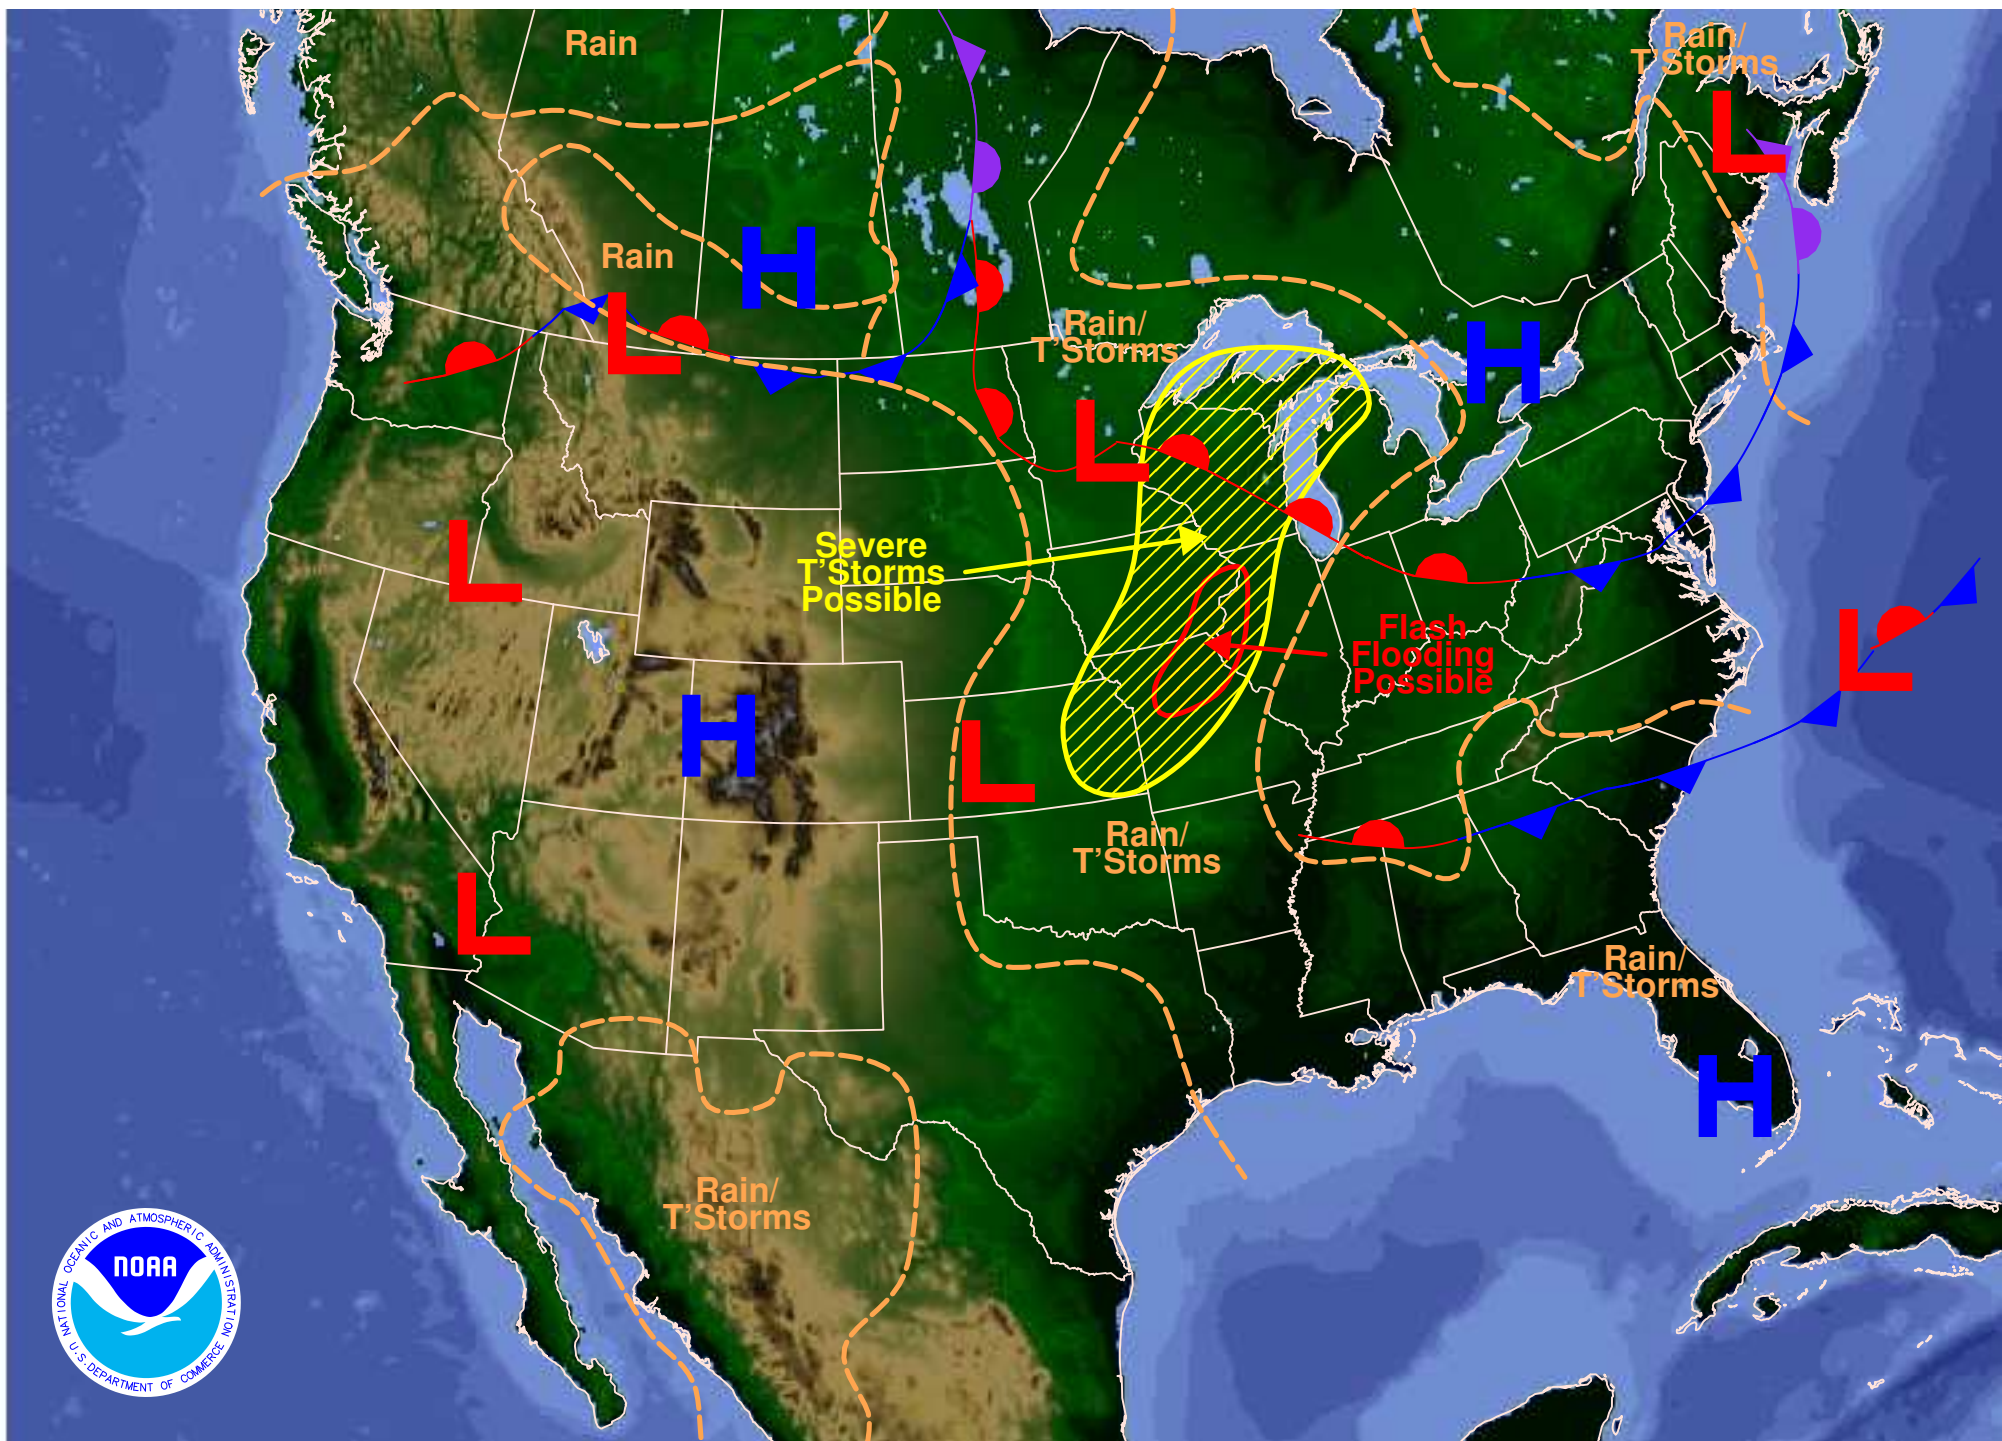 Rain
Rain/
T'Storms
L
Rain
H
L
Rain/
T'Storms
H
L
Severe
T'Storms
Possible
L
Flash
Flooding
Possible
L
H
L
Rain/
T'Storms
L
Rain/
T'Storms
H
Rain/
T'Storms
NATIONAL OCEANIC AND ATMOSPHERIC ADMINISTRATION
NOAA
U.S. DEPARTMENT OF COMMERCE